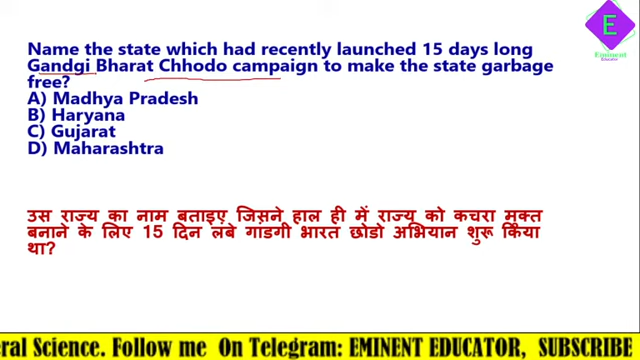 E
Eminent
Educator
Name the state which had recently launched 15 days long
Gandgi Bharat Chhodo campaign to make the state garbage
free?
A) Madhya Pradesh
B) Haryana
C) Gujarat
D) Maharashtra
उस राज्य का नाम बताइए जिसने हाल ही में राज्य को कचरा मुक्त
बनाने के लिए 15 दिन लंबे गांडगी भारत छोडो अभियान शुरू किया
था?
eral Science. Follow me On Telegram: EMINENT EDUCATOR, SUBSCRIBE